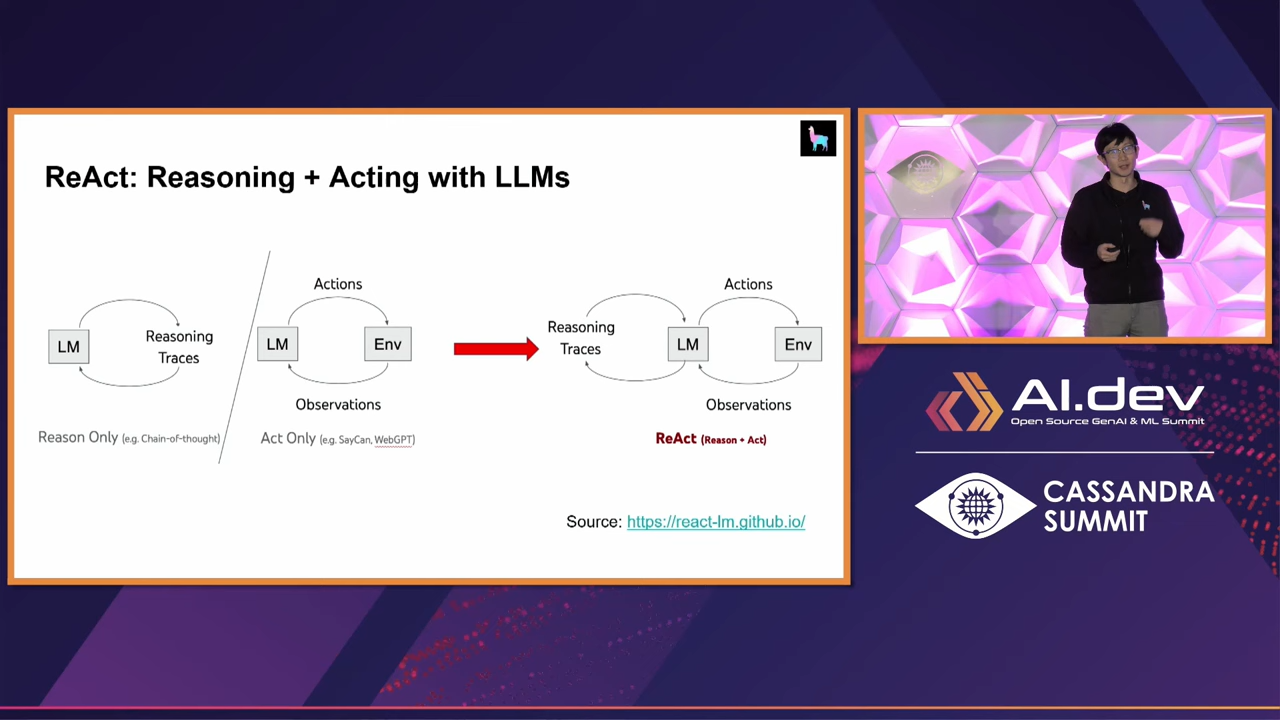 ReAct: Reasoning + Acting with LLMs
Actions
LM
Reasoning
Traces
LM
Env
Observations
Reason Only (e.g. Chain-of-thought)
Act Only (e.g. SayCan, WebGPT)
Actions
Reasoning
Traces
LM
Env
Observations
ReAct (Reason + Act)
Source: https://react-lm.github.io/
AI.dev
Open Source GenAI & ML Summit
CASSANDRA
SUMMIT